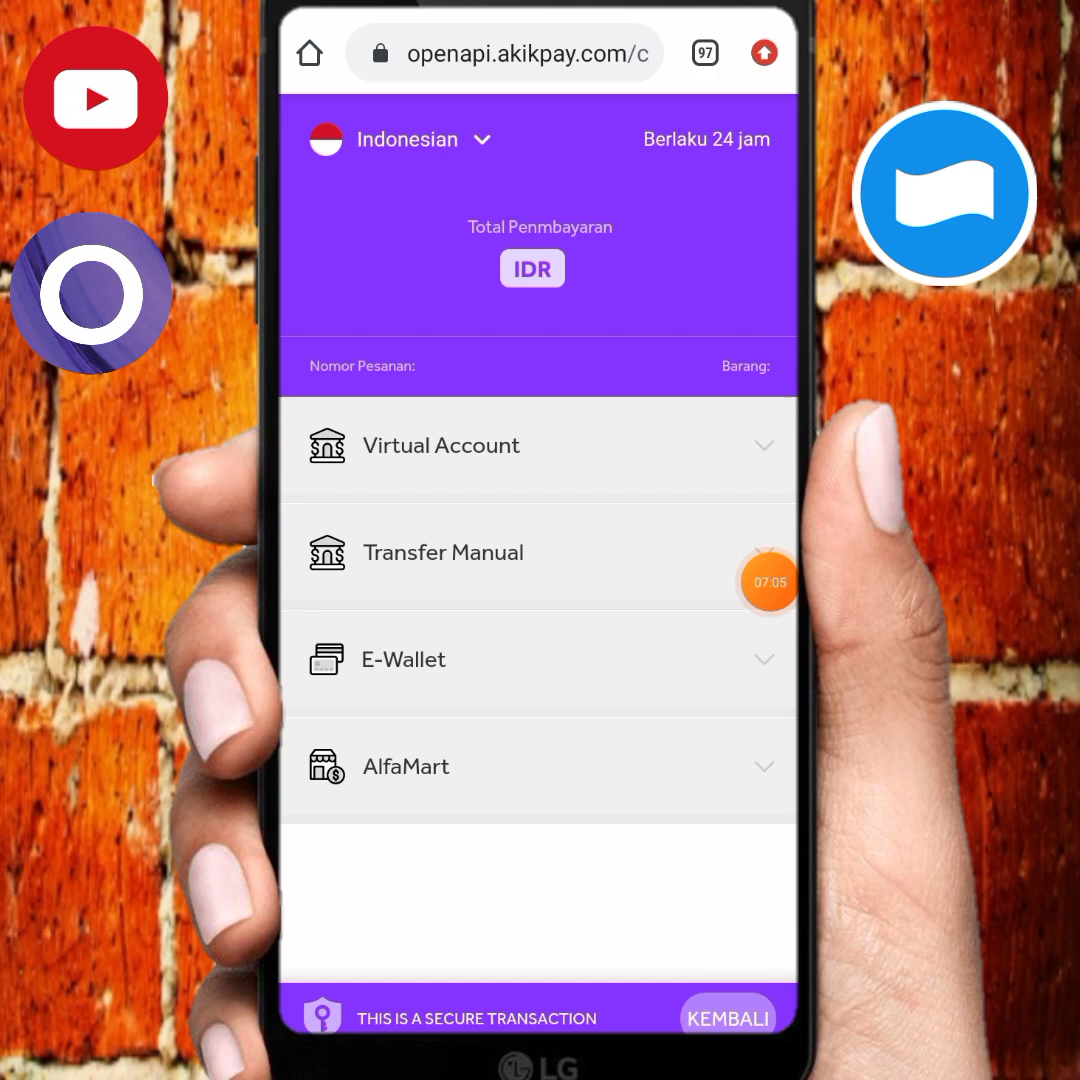 openapi.akikpay.com/c
97
Indonesian
Berlaku 24 jam
Total Penmbayaran
IDR
Nomor Pesanan:
Barang:
Virtual Account
Transfer Manual
07:05
E-Wallet
AlfaMart
THIS IS A SECURE TRANSACTION
KEMBALI
LG